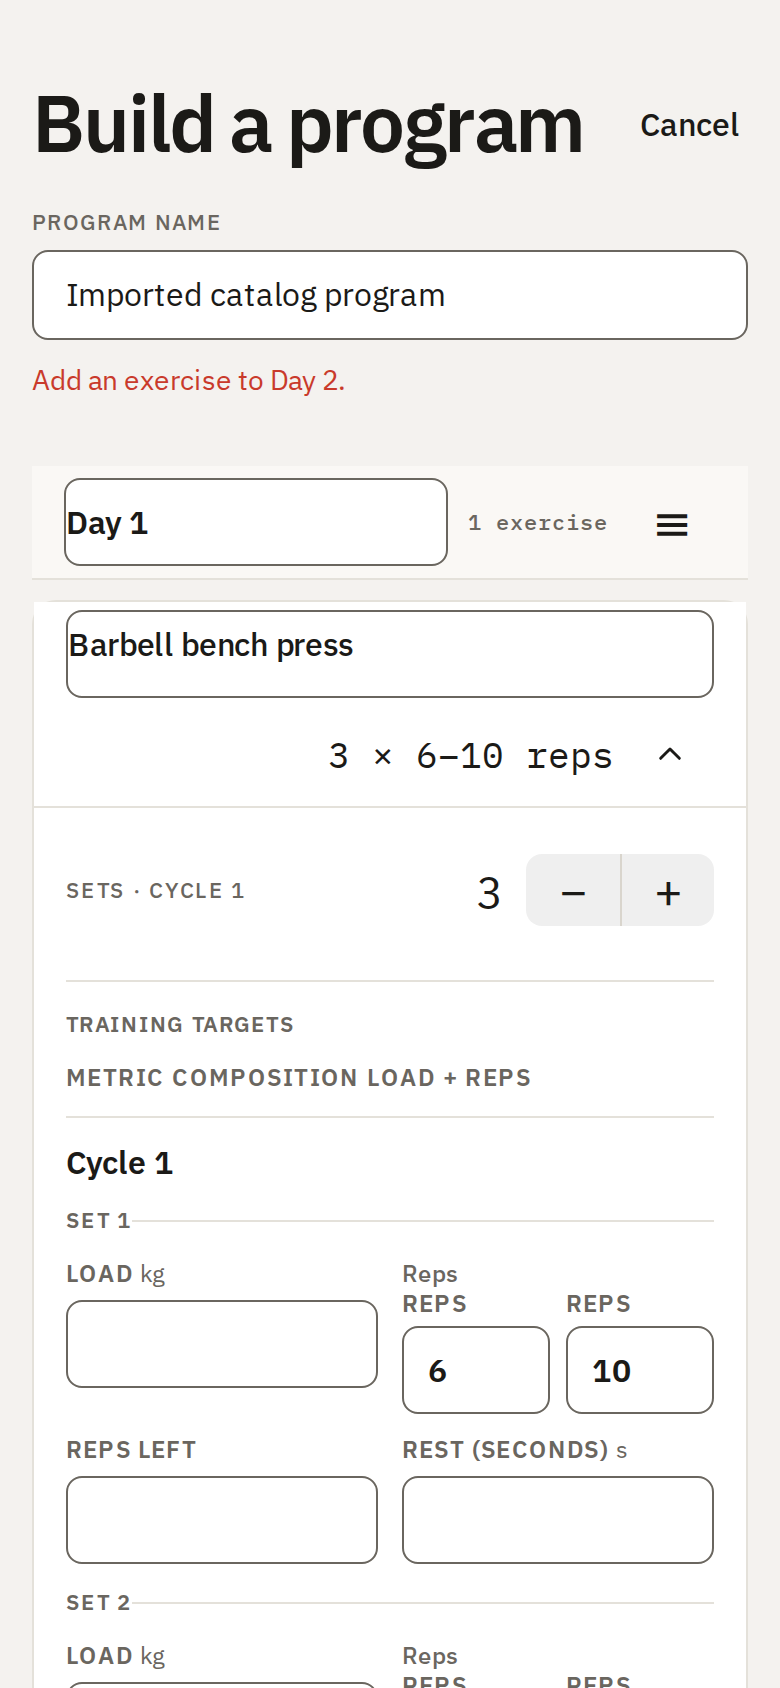 Build a program
Cancel
PROGRAM NAME
Imported catalog program
Add an exercise to Day 2.
Day 1
1 exercise
Barbell bench press
3 × 6–10 reps
SETS · CYCLE 1
3
−
+
TRAINING TARGETS
METRIC COMPOSITION LOAD + REPS
Cycle 1
SET 1
LOAD kg
Reps
REPS
REPS
6
10
REPS LEFT
REST (SECONDS) s
SET 2
LOAD kg
Reps
REPS
REPS